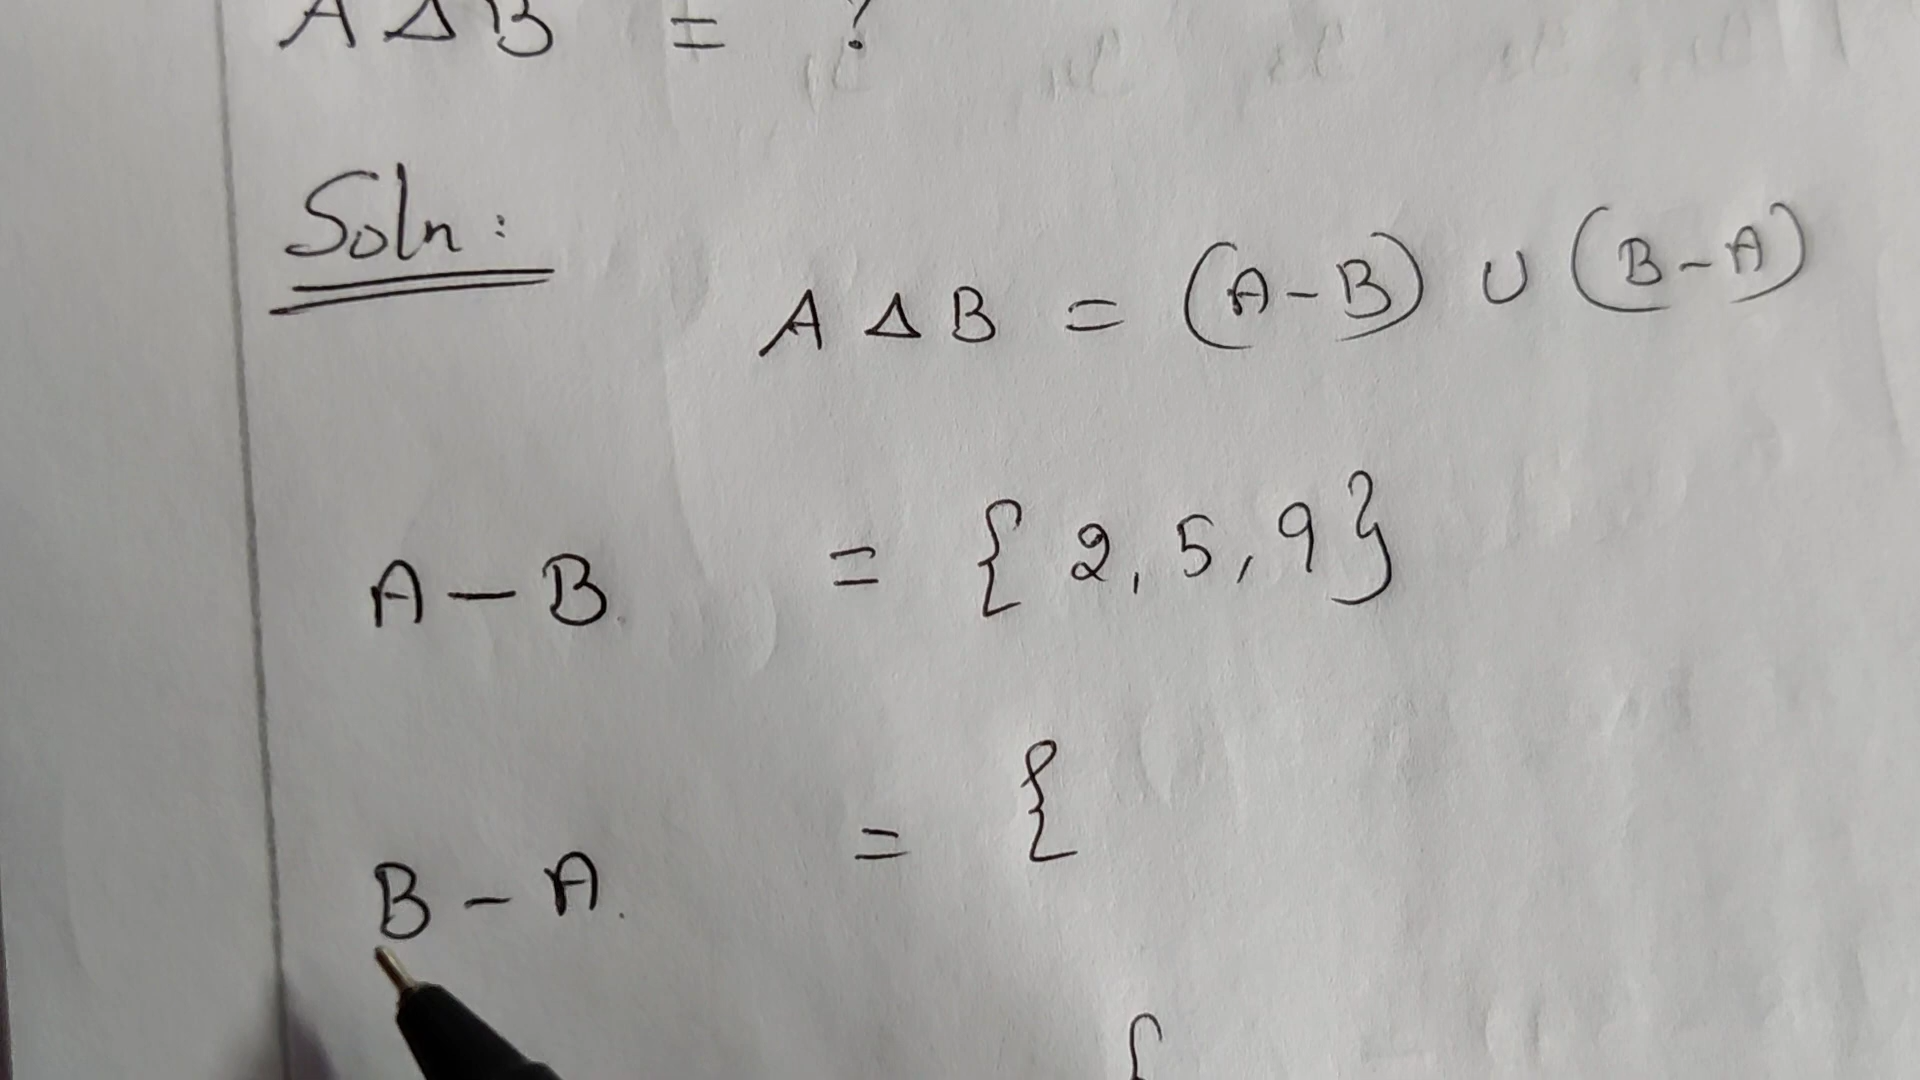 A Δ B = ?
Soln:
A Δ B = (A-B) ∪ (B-A)
A-B = {2, 5, 9}
B-A = {
{